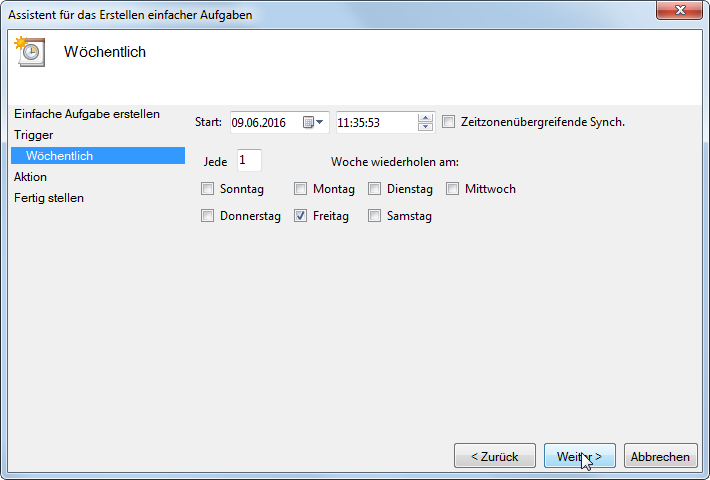 Assistent für das Erstellen einfacher Aufgaben
Wöchentlich
Einfache Aufgabe erstellen
Trigger
Wöchentlich
Aktion
Fertig stellen
Start: 09.06.2016 11:35:53 Zeitzonenübergreifende Synch.
Jede 1 Woche wiederholen am:
Sonntag Montag Dienstag Mittwoch
Donnerstag Freitag Samstag
< Zurück Weiter > Abbrechen